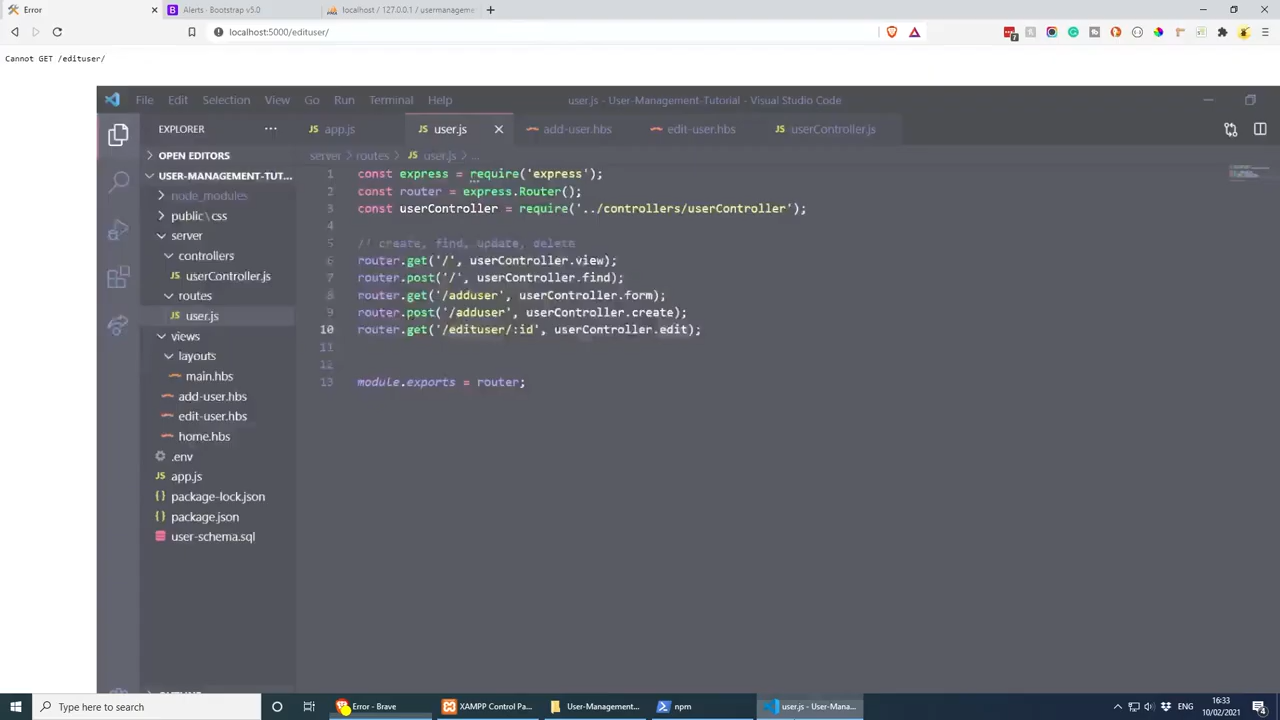 Error
Alerts · Bootstrap v5.0
localhost / 127.0.0.1 / usermanageme
localhost:5000/edituser/
7
Cannot GET /edituser/
File Edit Selection View Go Run Terminal Help
user.js - User-Management-Tutorial - Visual Studio Code
EXPLORER
JS app.js
JS user.js
add-user.hbs
edit-user.hbs
JS userController.js
OPEN EDITORS
server routes JS user.js ...
USER-MANAGEMENT-TUT...
node_modules
public\css
server
controllers
JS userController.js
routes
JS user.js
views
layouts
main.hbs
add-user.hbs
edit-user.hbs
home.hbs
.env
JS app.js
{} package-lock.json
{} package.json
user-schema.sql
1 const express = require('express');
2 const router = express.Router();
3 const userController = require('../controllers/userController');
4
5 // create, find, update, delete
6 router.get('/', userController.view);
7 router.post('/', userController.find);
8 router.get('/adduser', userController.form);
9 router.post('/adduser', userController.create);
10 router.get('/edituser/:id', userController.edit);
11
12
13 module.exports = router;
Type here to search
Error - Brave
XAMPP Control Pa...
User-Management...
npm
user.js - User-Mana...
ENG
16:33
10/02/2021
4